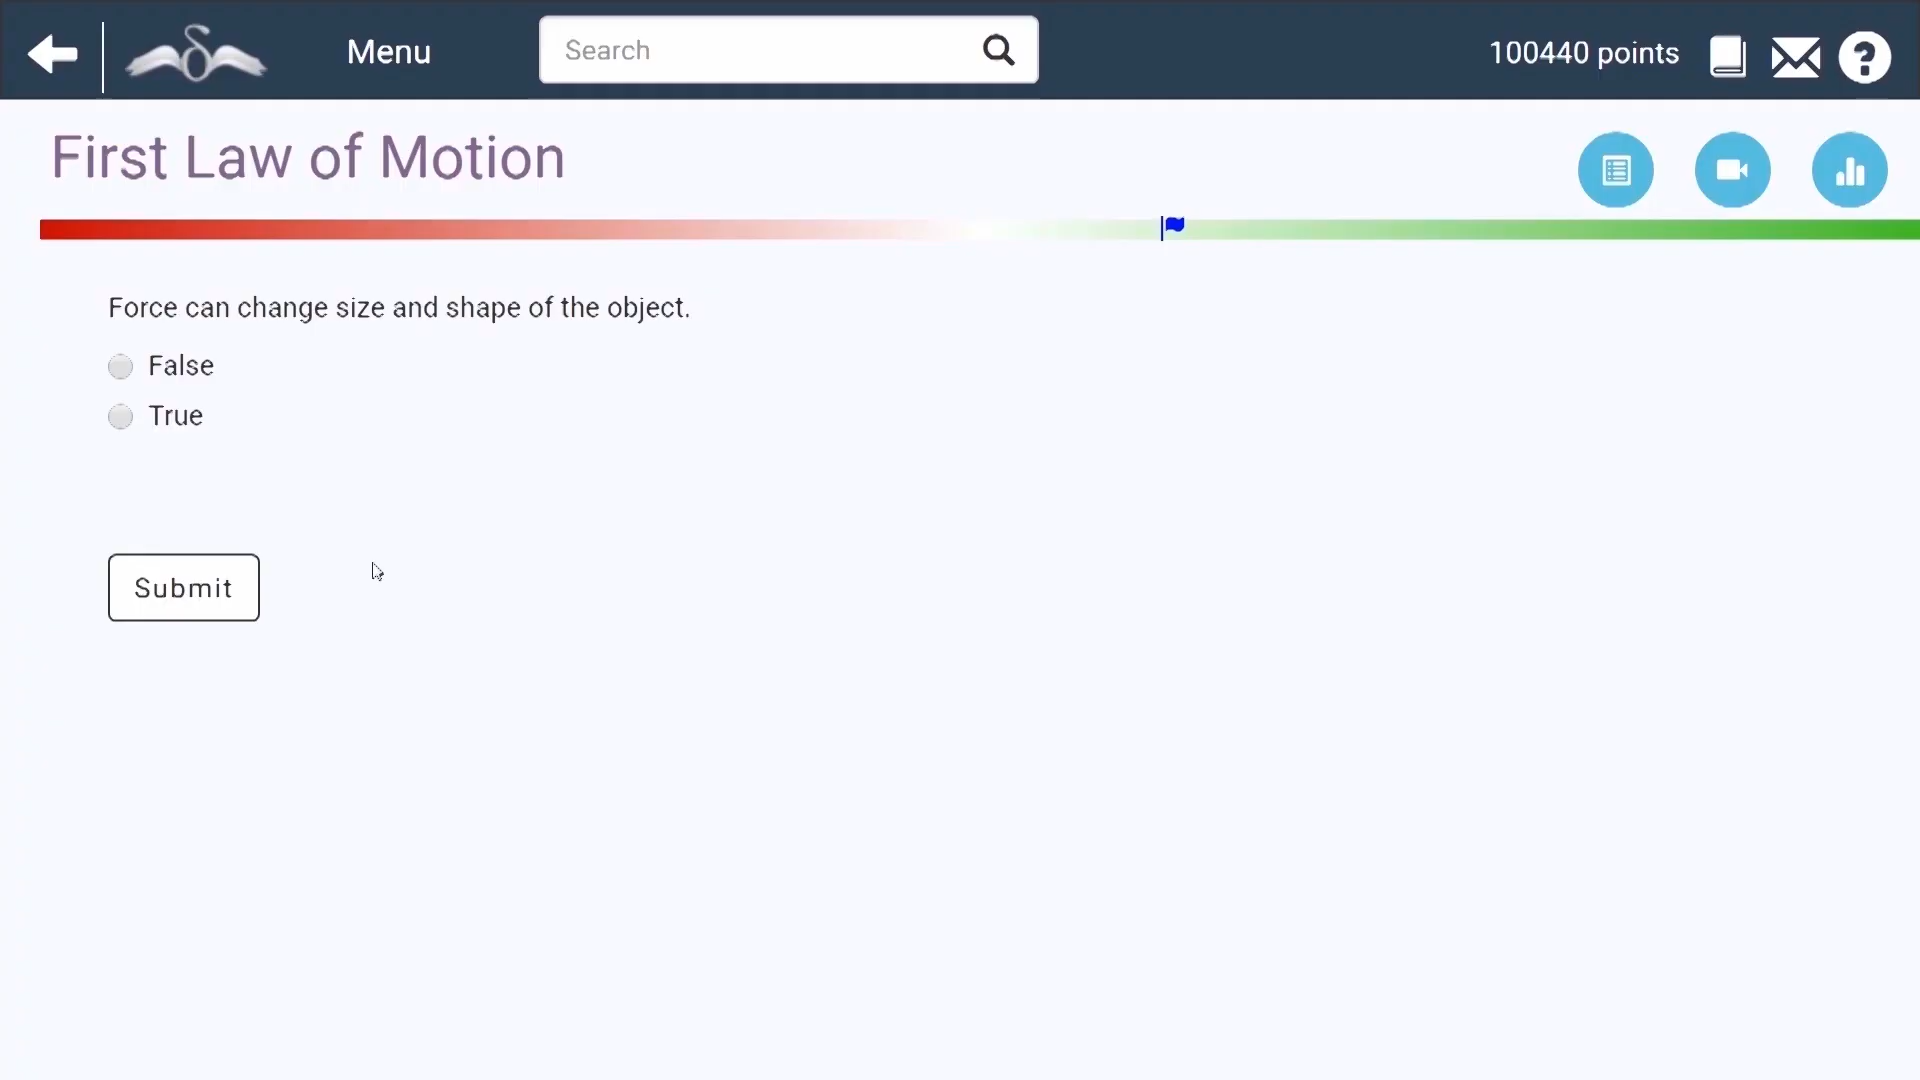 Menu
Search
100440 points
?
First Law of Motion
Force can change size and shape of the object.
False
True
Submit